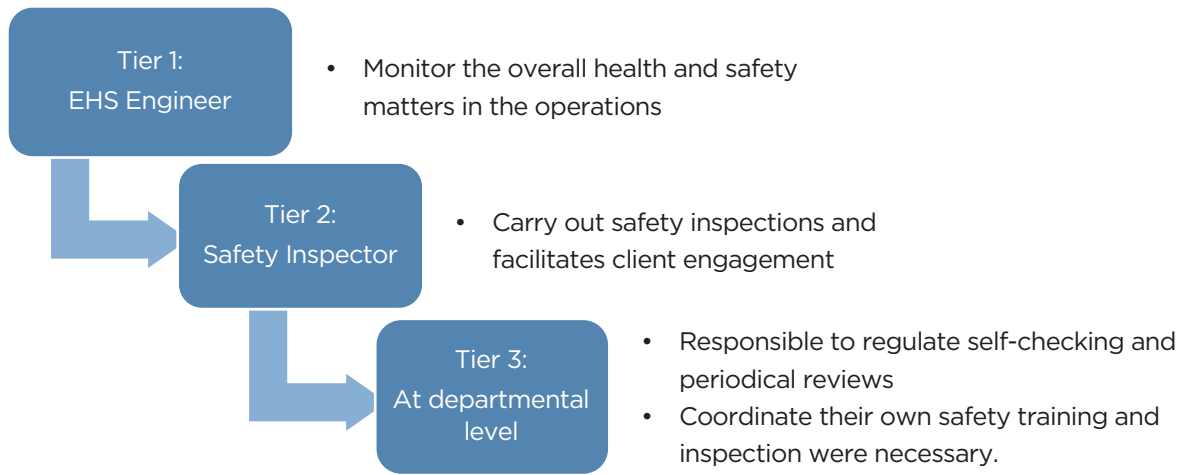 Tier 1:
EHS Engineer
• Monitor the overall health and safety
matters in the operations
Tier 2:
Safety Inspector
• Carry out safety inspections and
facilitates client engagement
Tier 3:
At departmental
level
• Responsible to regulate self-checking and
periodical reviews
• Coordinate their own safety training and
inspection were necessary.